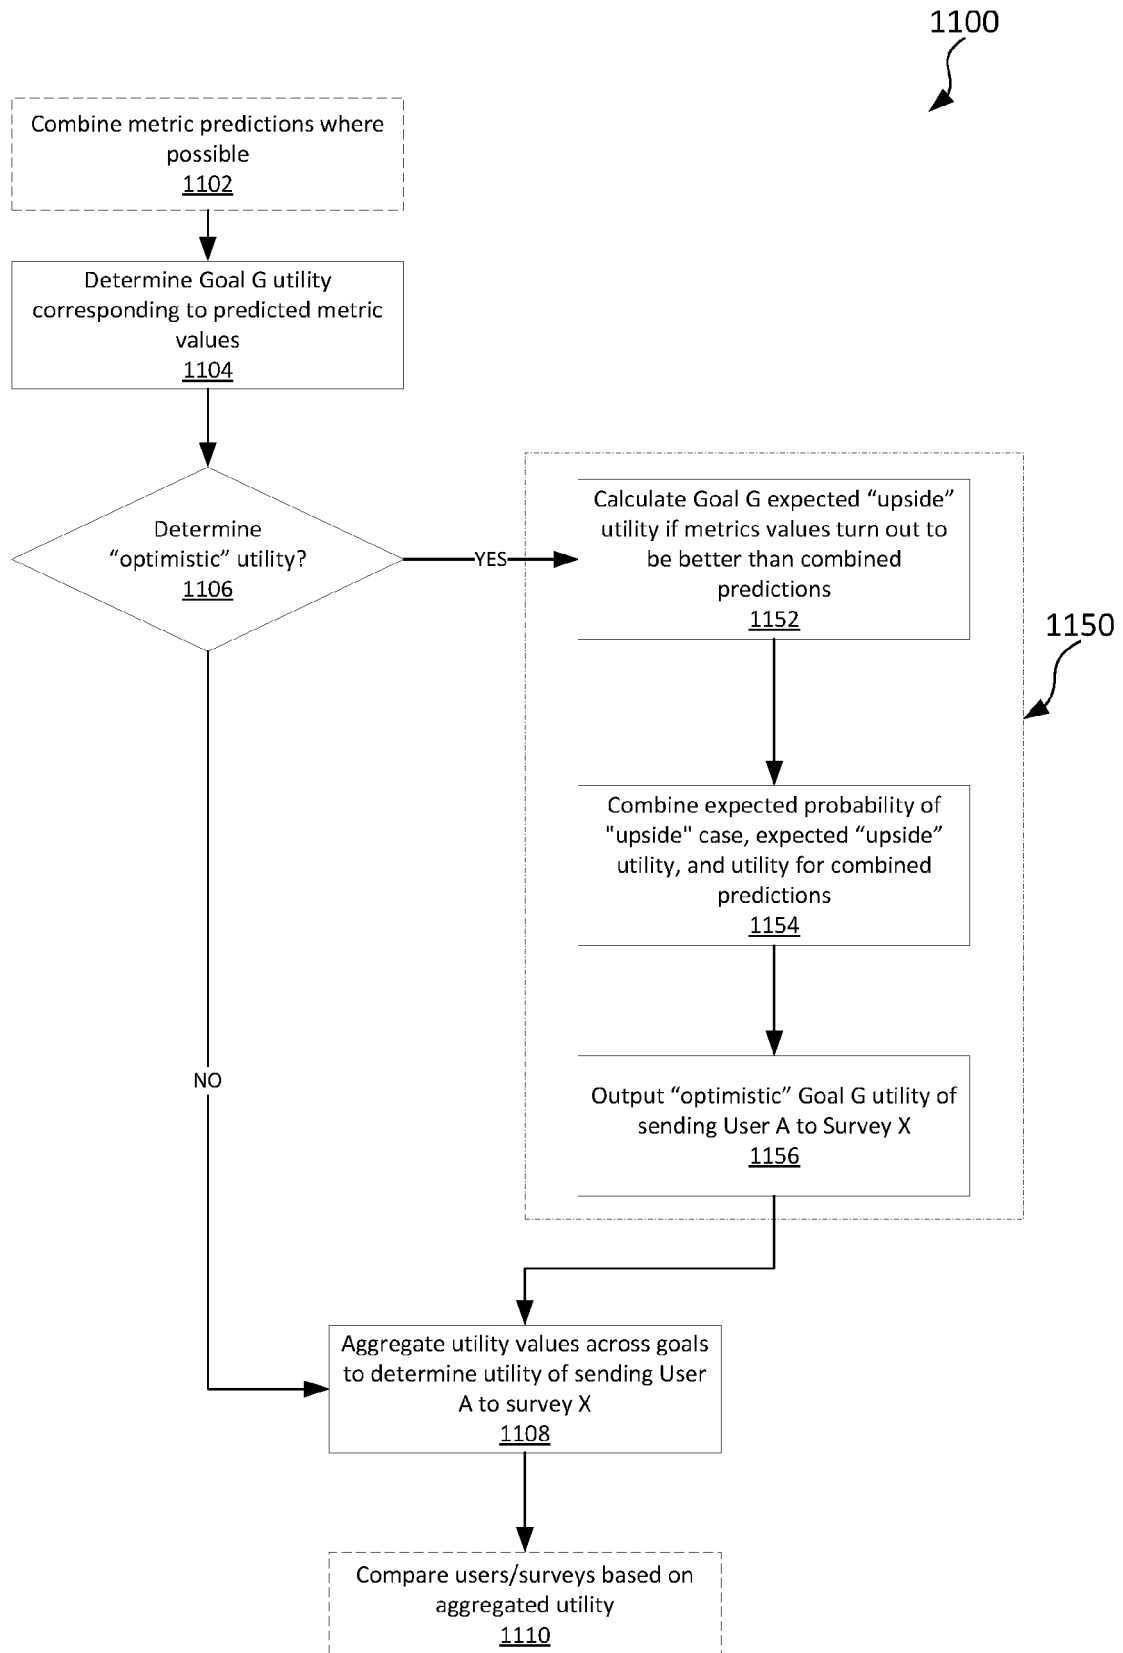 1100
Combine metric predictions where
possible
1102
Determine Goal G utility
corresponding to predicted metric
values
1104
Determine
“optimistic” utility?
1106
YES
Calculate Goal G expected “upside”
utility if metrics values turn out to
be better than combined
predictions
1152
1150
Combine expected probability of
"upside" case, expected “upside”
utility, and utility for combined
predictions
1154
NO
Output “optimistic” Goal G utility of
sending User A to Survey X
1156
Aggregate utility values across goals
to determine utility of sending User
A to survey X
1108
Compare users/surveys based on
aggregated utility
1110